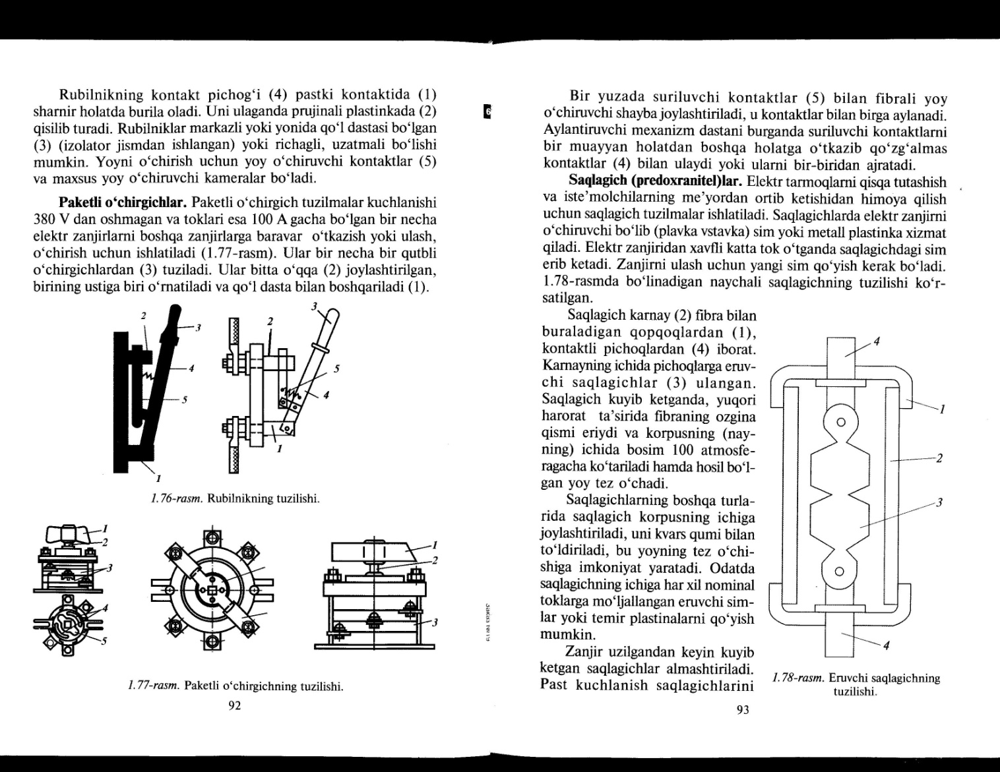 Rubilnikning kontakt pichog‘i (4) pastki kontaktida (1)
sharnir holatda burila oladi. Uni ulaganda prujinali plastinkada (2)
qisilib turadi. Rubilniklar markazli yoki yonida qo‘l dastasi bo‘lgan
(3) (izolator jismdan ishlangan) yoki richagli, uzatmali bo‘lishi
mumkin. Yoyni o‘chirish uchun yoy o‘chiruvchi kontaktlar (5)
va maxsus yoy o‘chiruvchi kameralar bo‘ladi.
Paketli o‘chirgichlar. Paketli o‘chirgich tuzilmalar kuchlanishi
380 V dan oshmagan va toklari esa 100 A gacha bo‘lgan bir necha
elektr zanjirlarni boshqa zanjirlarga baravar o‘tkazish yoki ulash,
o‘chirish uchun ishlatiladi (1.77-rasm). Ular bir necha bir qutbli
o‘chirgichlardan (3) tuziladi. Ular bitta o‘qqa (2) joylashtirilgan,
birining ustiga biri o‘rnatiladi va qo‘l dasta bilan boshqariladi (1).
2
3
4
5
1
3
2
5
4
1
1.76-rasm. Rubilnikning tuzilishi.
1
2
3
4
5
1
2
3
1.77-rasm. Paketli o‘chirgichning tuzilishi.
92
6
Bir yuzada suriluvchi kontaktlar (5) bilan fibrali yoy
o‘chiruvchi shayba joylashtiriladi, u kontaktlar bilan birga aylanadi.
Aylantiruvchi mexanizm dastani burganda suriluvchi kontaktlarni
bir muayyan holatdan boshqa holatga o‘tkazib qo‘zg‘almas
kontaktlar (4) bilan ulaydi yoki ularni bir-biridan ajratadi.
Saqlagich (predoxranitel)lar. Elektr tarmoqlarni qisqa tutashish
va iste’molchilarning me’yordan ortib ketishidan himoya qilish
uchun saqlagich tuzilmalar ishlatiladi. Saqlagichlarda elektr zanjirni
o‘chiruvchi bo‘lib (plavka vstavka) sim yoki metall plastinka xizmat
qiladi. Elektr zanjiridan xavfli katta tok o‘tganda saqlagichdagi sim
erib ketadi. Zanjirni ulash uchun yangi sim qo‘yish kerak bo‘ladi.
1.78-rasmda bo‘linadigan naychali saqlagichning tuzilishi ko‘r-
satilgan.
Saqlagich karnay (2) fibra bilan
buraladigan qopqoqlardan (1),
kontaktli pichoqlardan (4) iborat.
Karnayning ichida pichoqlarga eruv-
chi saqlagichlar (3) ulangan.
Saqlagich kuyib ketganda, yuqori
harorat ta’sirida fibraning ozgina
qismi eriydi va korpusning (nay-
ning) ichida bosim 100 atmosfe-
ragacha ko‘tariladi hamda hosil bo‘l-
gan yoy tez o‘chadi.
Saqlagichlarning boshqa turla-
rida saqlagich korpusning ichiga
joylashtiriladi, uni kvars qumi bilan
to‘ldiriladi, bu yoyning tez o‘chi-
shiga imkoniyat yaratadi. Odatda
saqlagichning ichiga har xil nominal
toklarga mo‘ljallangan eruvchi sim-
lar yoki temir plastinalarni qo‘yish
mumkin.
Zanjir uzilgandan keyin kuyib
ketgan saqlagichlar almashtiriladi.
Past kuchlanish saqlagichlarini
4
1
2
3
4
1.78-rasm. Eruvchi saqlagichning
tuzilishi.
93